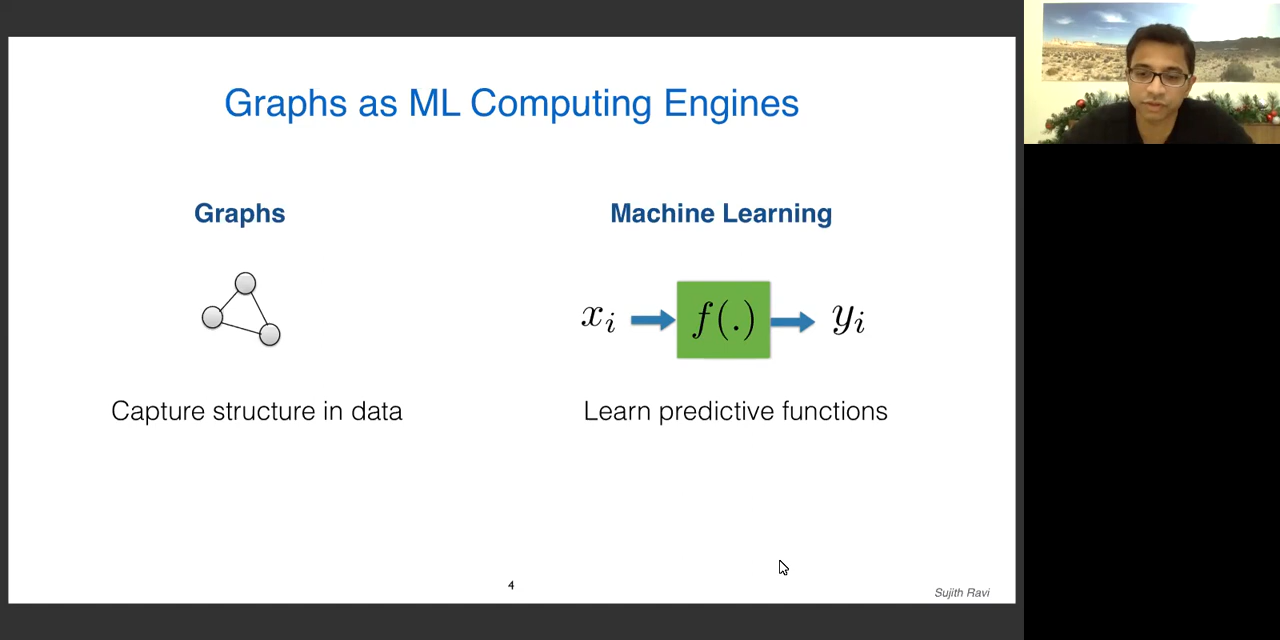 Graphs as ML Computing Engines
Graphs
Machine Learning
x_i
f(.)
y_i
Capture structure in data
Learn predictive functions
4
Sujith Ravi